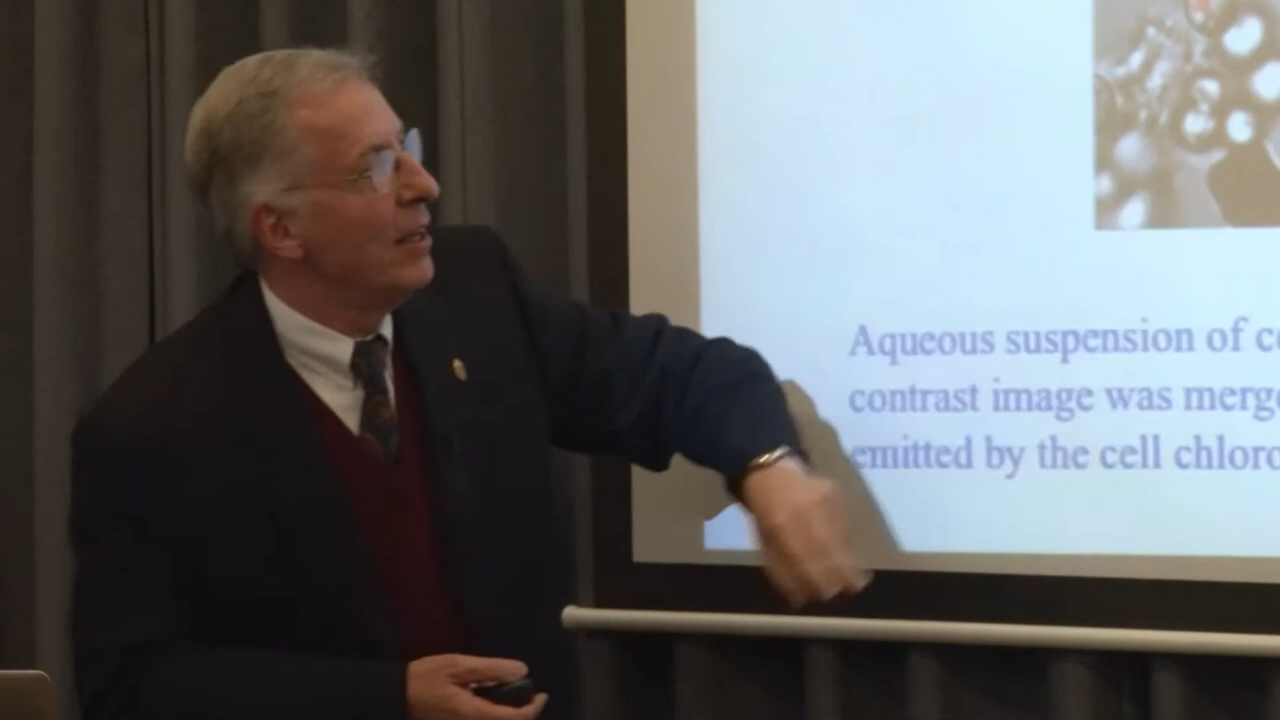 Aqueous suspension of
contrast image was
emitted by the cell